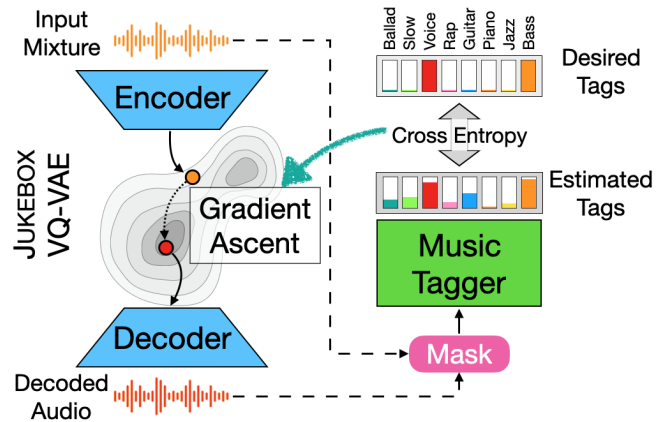 Input
Mixture
Encoder
JUKEBOX
VQ-VAE
Gradient
Ascent
Decoder
Decoded
Audio
Ballad
Slow
Voice
Rap
Guitar
Piano
Jazz
Bass
Desired
Tags
Cross Entropy
Estimated
Tags
Music
Tagger
Mask